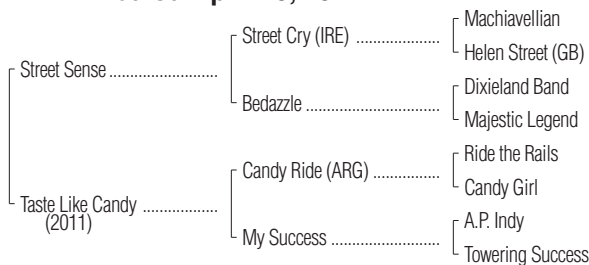 Machiavellian
Street Cry (IRE) ....................
Helen Street (GB)
Street Sense ..........................
Dixieland Band
Bedazzle ................................
Majestic Legend
Ride the Rails
Candy Ride (ARG) ................
Candy Girl
Taste Like Candy ..................
(2011)
A.P. Indy
My Success ..........................
Towering Success